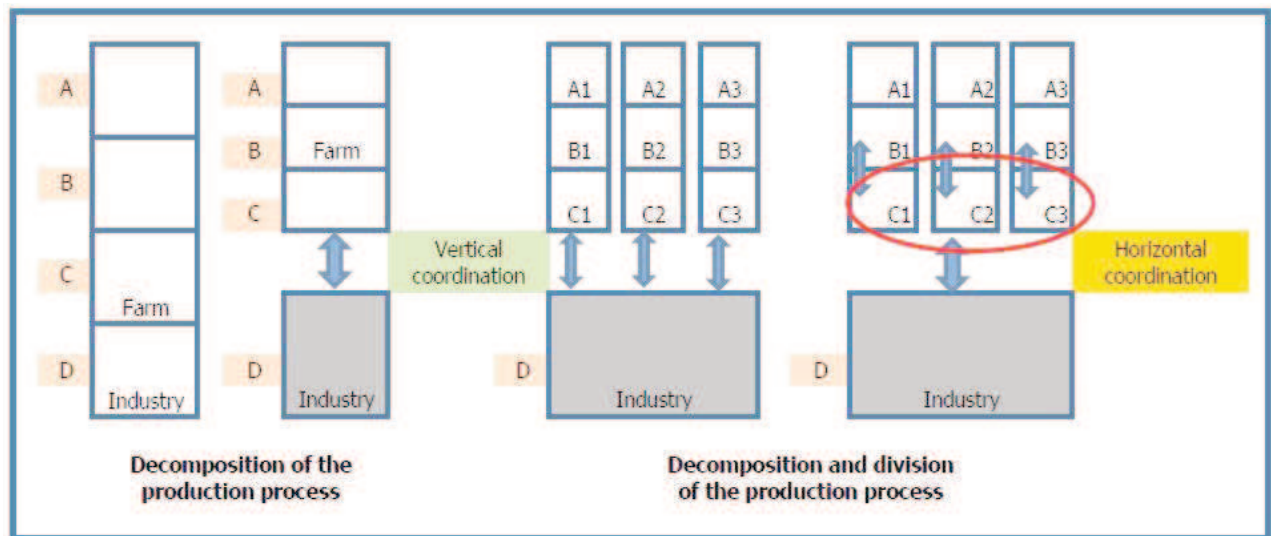 A
B
C
Farm
D
Industry
A
B
Farm
C
Vertical
coordination
D
Industry
A1
A2
A3
B1
B2
B3
C1
C2
C3
D
Industry
A1
A2
A3
B1
B2
B3
C1
C2
C3
Horizontal
coordination
D
Industry
Decomposition of the
production process
Decomposition and division
of the production process